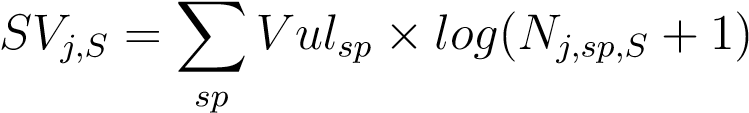 $SV_{j,S} = \sum_{sp} Vul_{sp} \times log(N_{j,sp,S} + 1)$